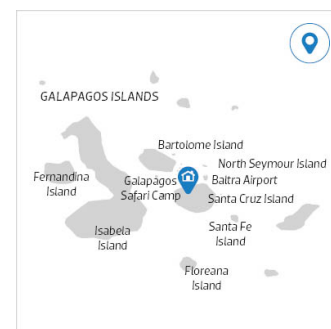 GALAPAGOS ISLANDS
Bartolome Island
North Seymour Island
Fernandina
Island
Galapágos
Safari Camp
Baltra Airport
Santa Cruz Island
Isabela
Island
Santa Fe
Island
Floreana
Island